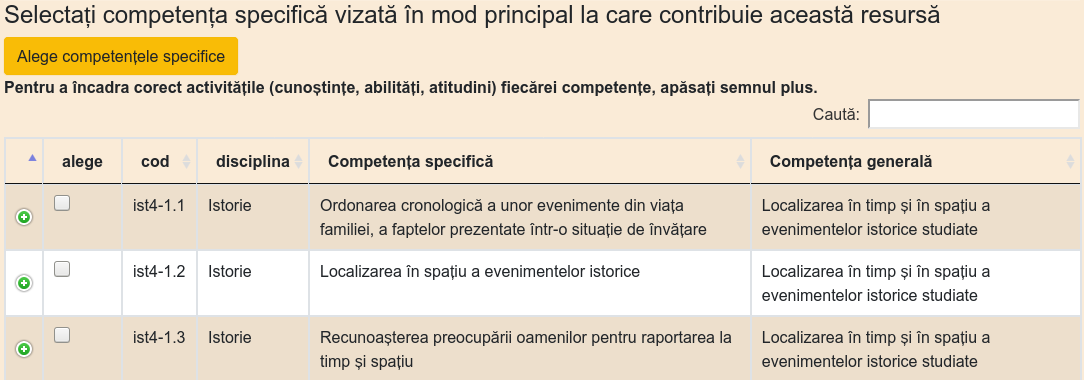 Selectați competența specifică vizată în mod principal la care contribuie această resursă
Alege competențele specifice
Pentru a încadra corect activitățile (cunoștințe, abilități, atitudini) fiecărei competențe, apăsați semnul plus.
Caută:
alege cod disciplina Competența specifică Competența generală
ist4-1.1 Istorie Ordonarea cronologică a unor evenimente din viața familiei, a faptelor prezentate într-o situație de învățare Localizarea în timp și în spațiu a evenimentelor istorice studiate
ist4-1.2 Istorie Localizarea în spațiu a evenimentelor istorice Localizarea în timp și în spațiu a evenimentelor istorice studiate
ist4-1.3 Istorie Recunoașterea preocupării oamenilor pentru raportarea la timp și spațiu Localizarea în timp și în spațiu a evenimentelor istorice studiate